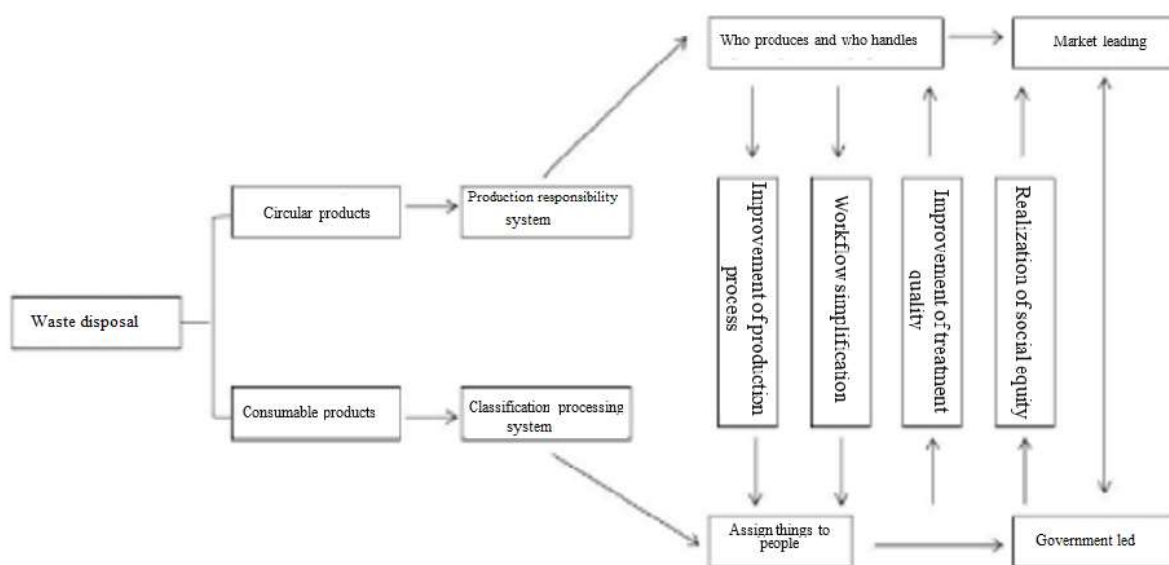 Who produces and who handles
Market leading
Circular products
Production responsibility
system
Improvement of production
process
Workflow simplification
Improvement of treatment
quality
Realization of social equity
Waste disposal
Consumable products
Classification processing
system
Assign things to
people
Government led